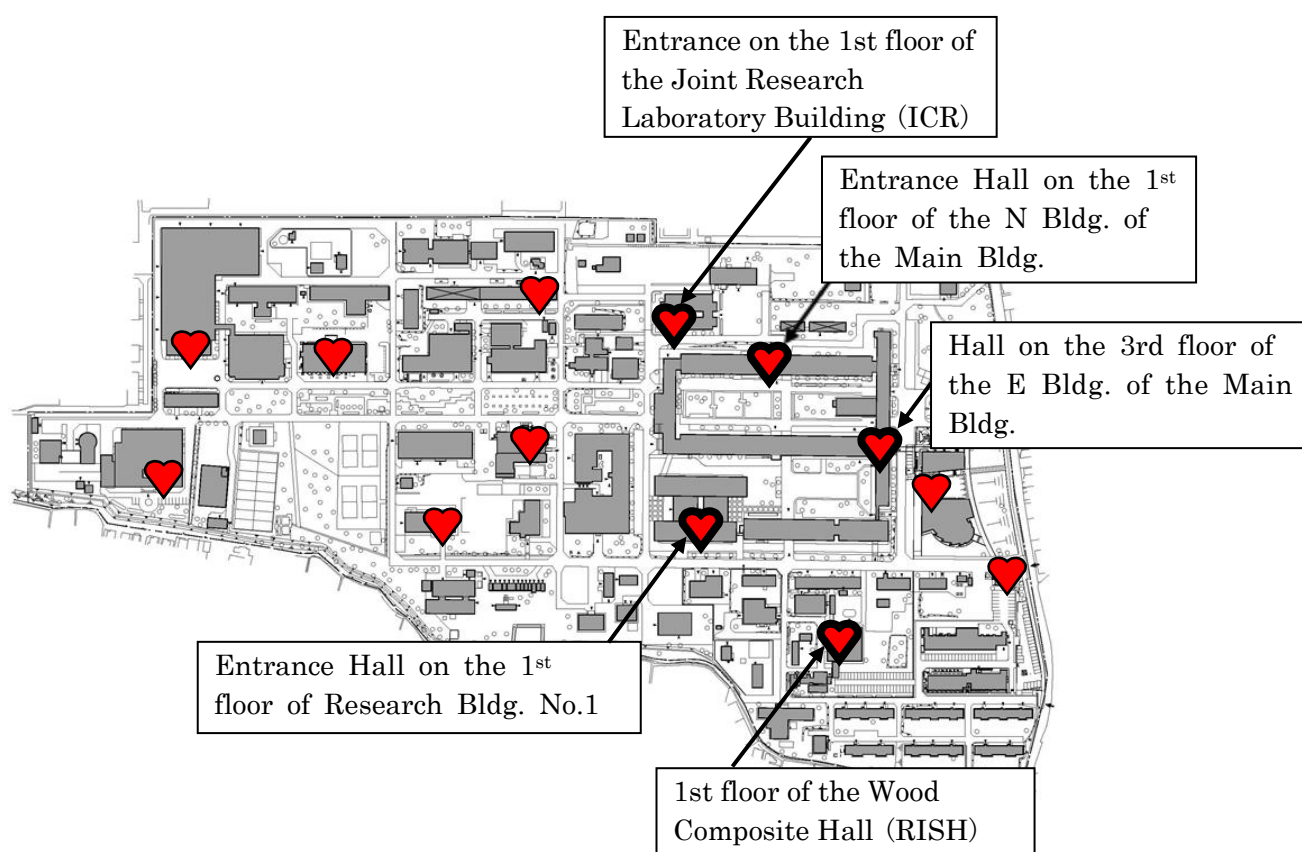 Entrance on the 1st floor of
the Joint Research
Laboratory Building (ICR)
Entrance Hall on the 1st
floor of the N Bldg. of
the Main Bldg.
Hall on the 3rd floor of
the E Bldg. of the Main
Bldg.
Entrance Hall on the 1st
floor of Research Bldg. No.1
1st floor of the Wood
Composite Hall (RISH)